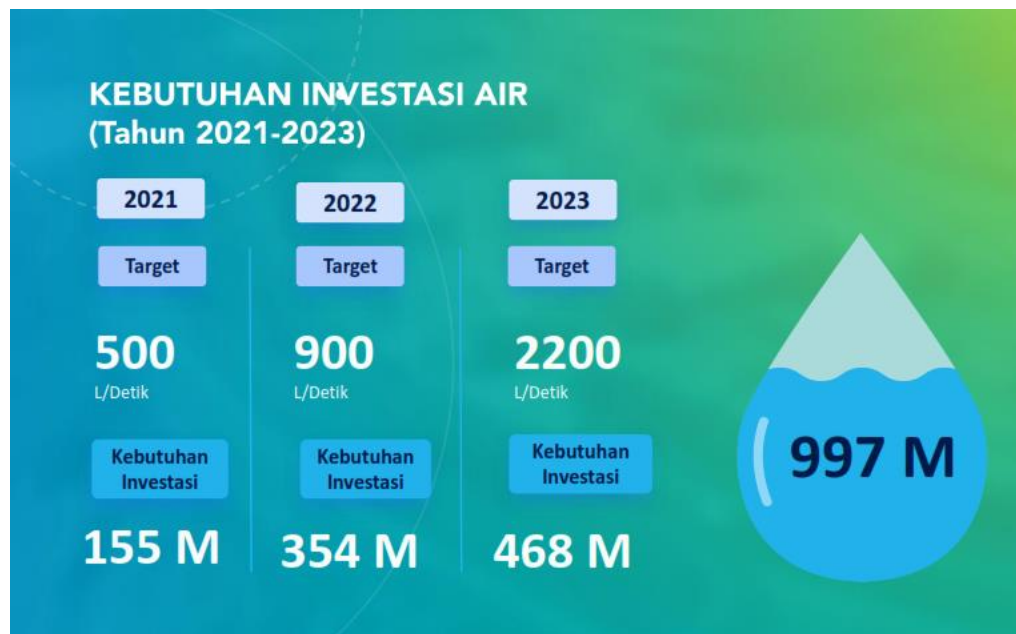 KEBUTUHAN INVESTASI AIR
(Tahun 2021-2023)
2021
Target
500
L/Detik
Kebutuhan
Investasi
155 M
2022
Target
900
L/Detik
Kebutuhan
Investasi
354 M
2023
Target
2200
L/Detik
Kebutuhan
Investasi
468 M
997 M